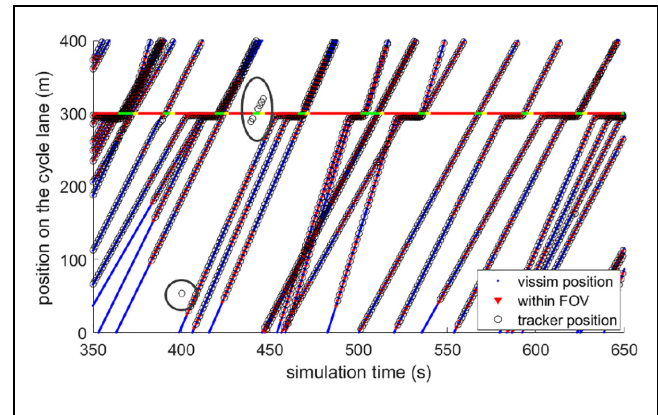 400
300
200
100
0
position on the cycle lane (m)
350
400
450
500
550
600
650
simulation time (s)
vissim position
within FOV
tracker position